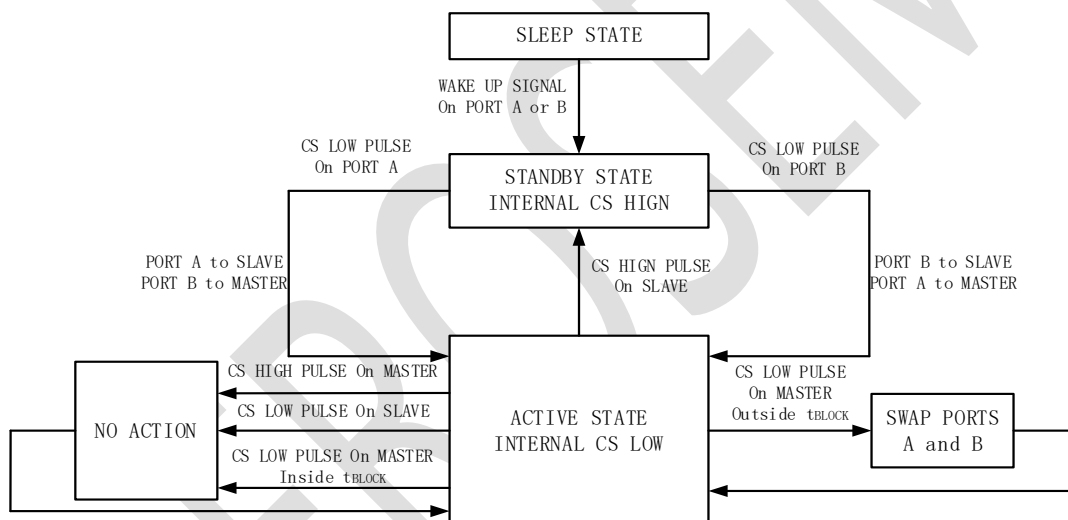 SLEEP STATE
WAKE UP SIGNAL
On PORT A or B
CS LOW PULSE
On PORT A
CS LOW PULSE
On PORT B
STANDBY STATE
INTERNAL CS HIGN
PORT A to SLAVE
PORT B to MASTER
CS HIGN PULSE
On SLAVE
PORT B to SLAVE
PORT A to MASTER
CS HIGH PULSE On MASTER
CS LOW PULSE On SLAVE
CS LOW PULSE On MASTER
Inside tBLOCK
NO ACTION
ACTIVE STATE
INTERNAL CS LOW
CS LOW PULSE
On MASTER
Outside tBLOCK
SWAP PORTS
A and B